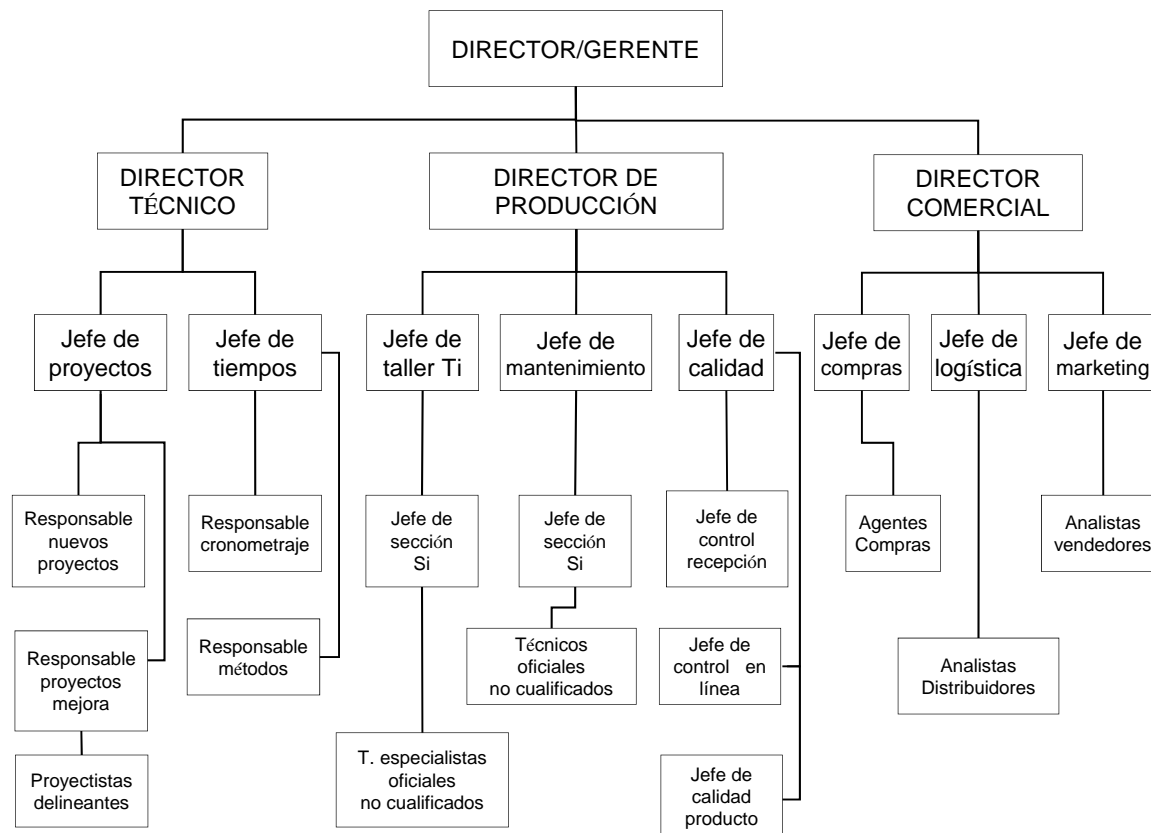 DIRECTOR/GERENTE
DIRECTOR
TÉCNICO
DIRECTOR DE
PRODUCCIÓN
DIRECTOR
COMERCIAL
Jefe de
proyectos
Jefe de
tiempos
Jefe de
taller Ti
Jefe de
mantenimiento
Jefe de
calidad
Jefe de
compras
Jefe de
logística
Jefe de
marketing
Responsable
nuevos
proyectos
Responsable
cronometraje
Jefe de
sección
Si
Jefe de
sección
Si
Jefe de
control
recepción
Agentes
Compras
Analistas
vendedores
Responsable
proyectos
mejora
Responsable
métodos
Técnicos
oficiales
no cualificados
Jefe de
control en
línea
Analistas
Distribuidores
Proyectistas
delineantes
T. especialistas
oficiales
no cualificados
Jefe de
calidad
producto